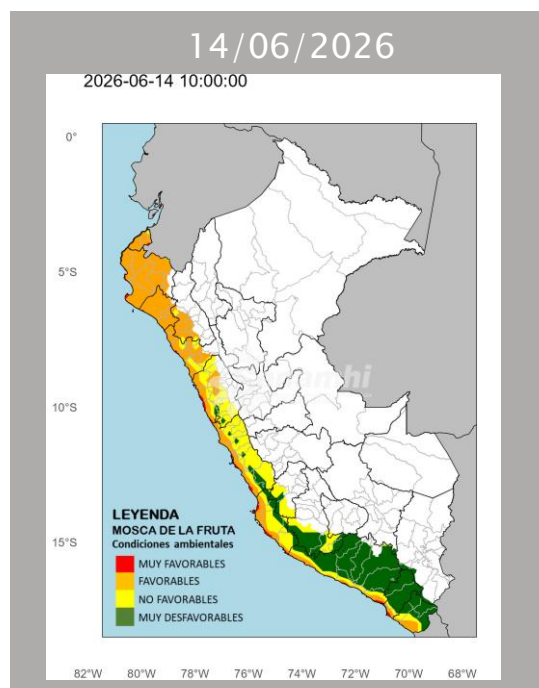 14/06/2026
2026-06-14 10:00:00
0°
5°S
10°S
15°S
LEYENDA
MOSCA DE LA FRUTA
Condiciones ambientales
MUY FAVORABLES
FAVORABLES
NO FAVORABLES
MUY DESFAVORABLES
82°W 80°W 78°W 76°W 74°W 72°W 70°W 68°W